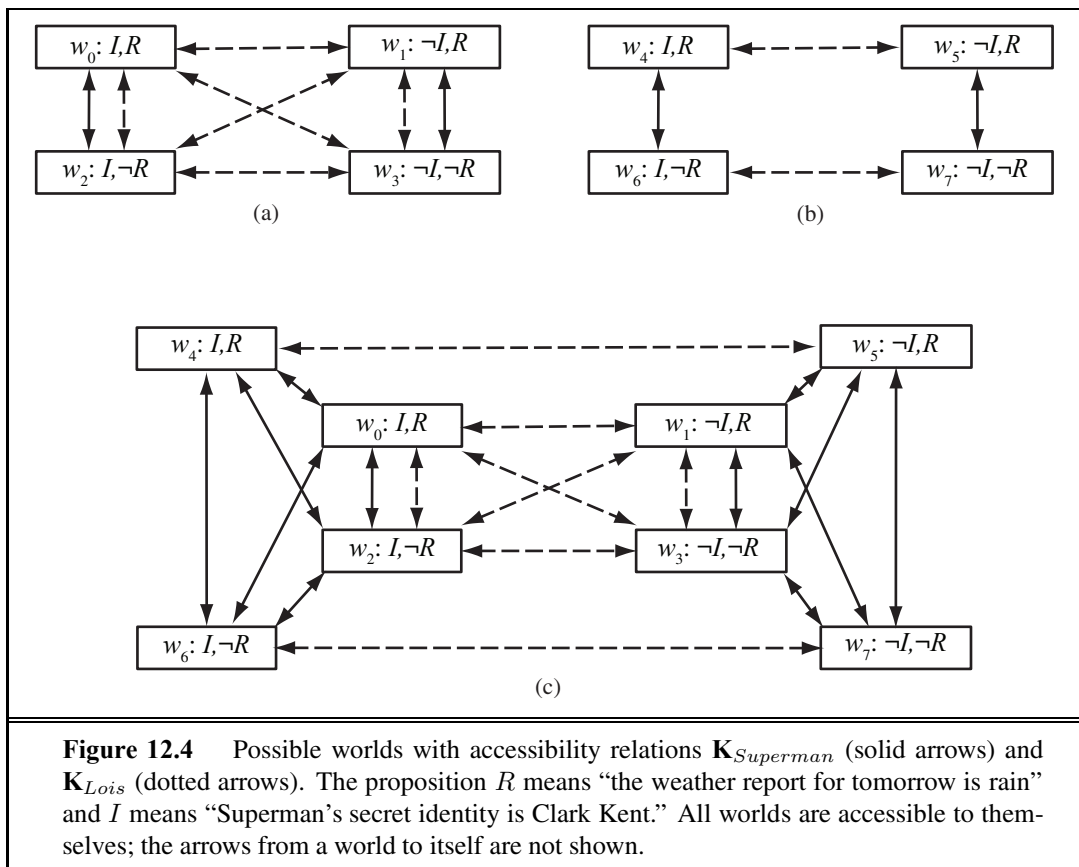 w₀: I,R
w₁: ¬I,R
w₂: I,¬R
w₃: ¬I,¬R
(a)
w₄: I,R
w₅: ¬I,R
w₆: I,¬R
w₇: ¬I,¬R
(b)
w₄: I,R
w₅: ¬I,R
w₀: I,R
w₁: ¬I,R
w₂: I,¬R
w₃: ¬I,¬R
w₆: I,¬R
w₇: ¬I,¬R
(c)
Figure 12.4 Possible worlds with accessibility relations K_Superman (solid arrows) and
K_Lois (dotted arrows). The proposition R means “the weather report for tomorrow is rain”
and I means “Superman’s secret identity is Clark Kent.” All worlds are accessible to them-
selves; the arrows from a world to itself are not shown.